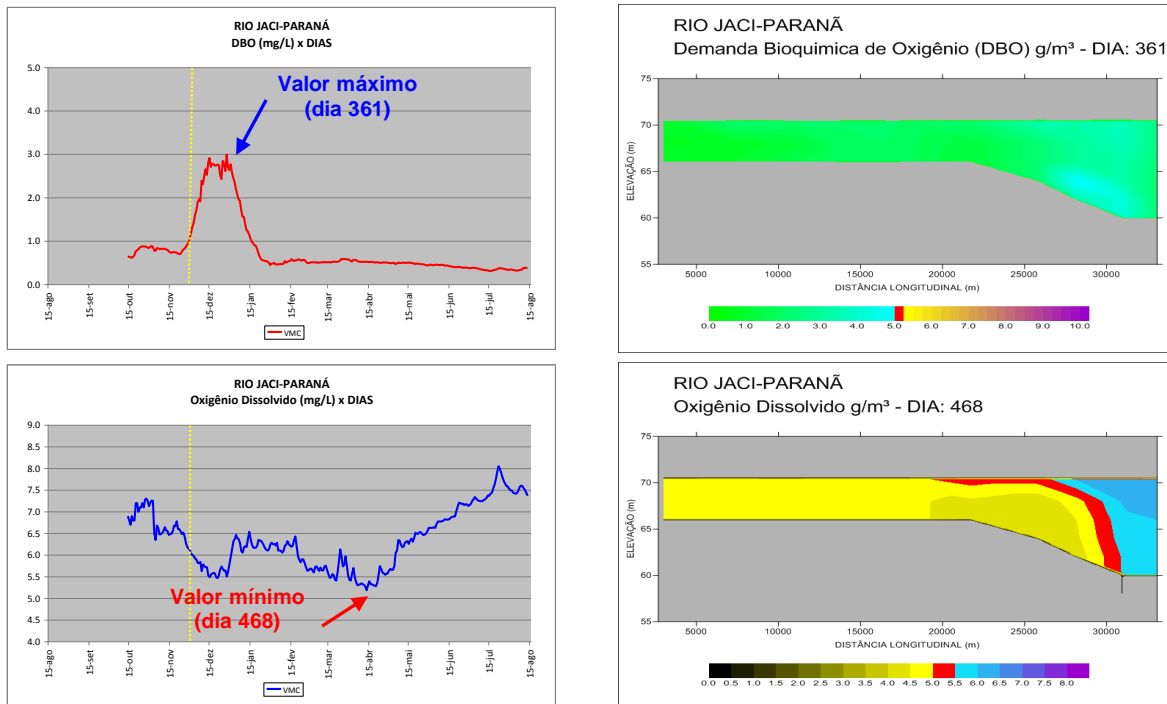 RIO JACI-PARANÁ
DBO (mg/L) x DIAS
5.0
4.0
3.0
2.0
1.0
0.0
Valor máximo
(dia 361)
15-ago
15-set
15-out
15-nov
15-dez
15-jan
15-fev
15-mar
15-abr
15-mai
15-jun
15-jul
15-ago
VMC
RIO JACI-PARANÃ
Demanda Bioquimica de Oxigênio (DBO) g/m³ - DIA: 361
75
70
65
60
55
ELEVAÇÃO (m)
5000 10000 15000 20000 25000 30000
DISTÂNCIA LONGITUDINAL (m)
0.0 1.0 2.0 3.0 4.0 5.0 6.0 7.0 8.0 9.0 10.0
RIO JACI-PARANÁ
Oxigênio Dissolvido (mg/L) x DIAS
9.0
8.5
8.0
7.5
7.0
6.5
6.0
5.5
5.0
4.5
4.0
Valor mínimo
(dia 468)
15-ago
15-set
15-out
15-nov
15-dez
15-jan
15-fev
15-mar
15-abr
15-mai
15-jun
15-jul
15-ago
VMC
RIO JACI-PARANÃ
Oxigênio Dissolvido g/m³ - DIA: 468
75
70
65
60
55
ELEVAÇÃO (m)
5000 10000 15000 20000 25000 30000
DISTÂNCIA LONGITUDINAL (m)
0.0 0.5 1.0 1.5 2.0 2.5 3.0 3.5 4.0 4.5 5.0 5.5 6.0 6.5 7.0 7.5 8.0